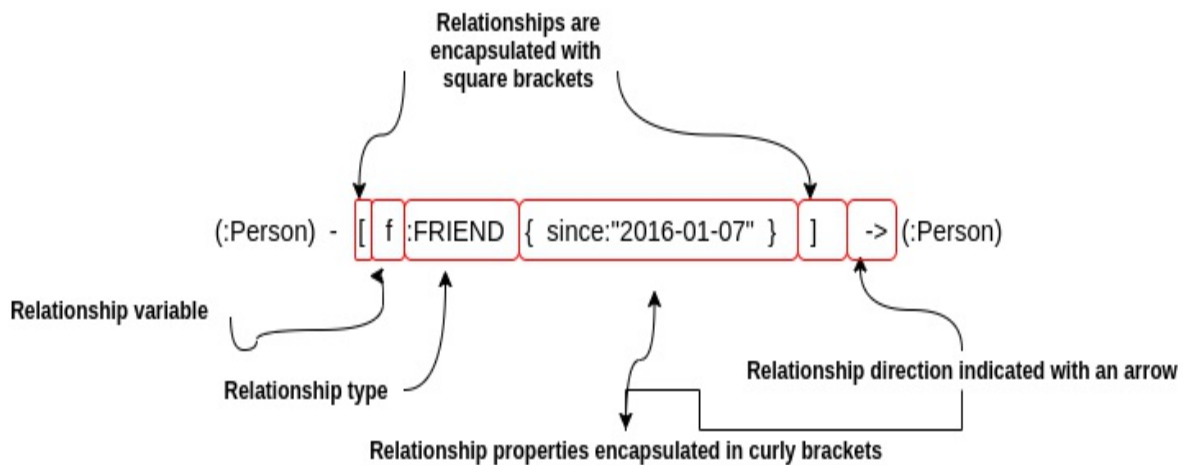 Relationships are
encapsulated with
square brackets
(:Person) - [ f :FRIEND { since:"2016-01-07" } ] -> (:Person)
Relationship variable
Relationship type
Relationship direction indicated with an arrow
Relationship properties encapsulated in curly brackets